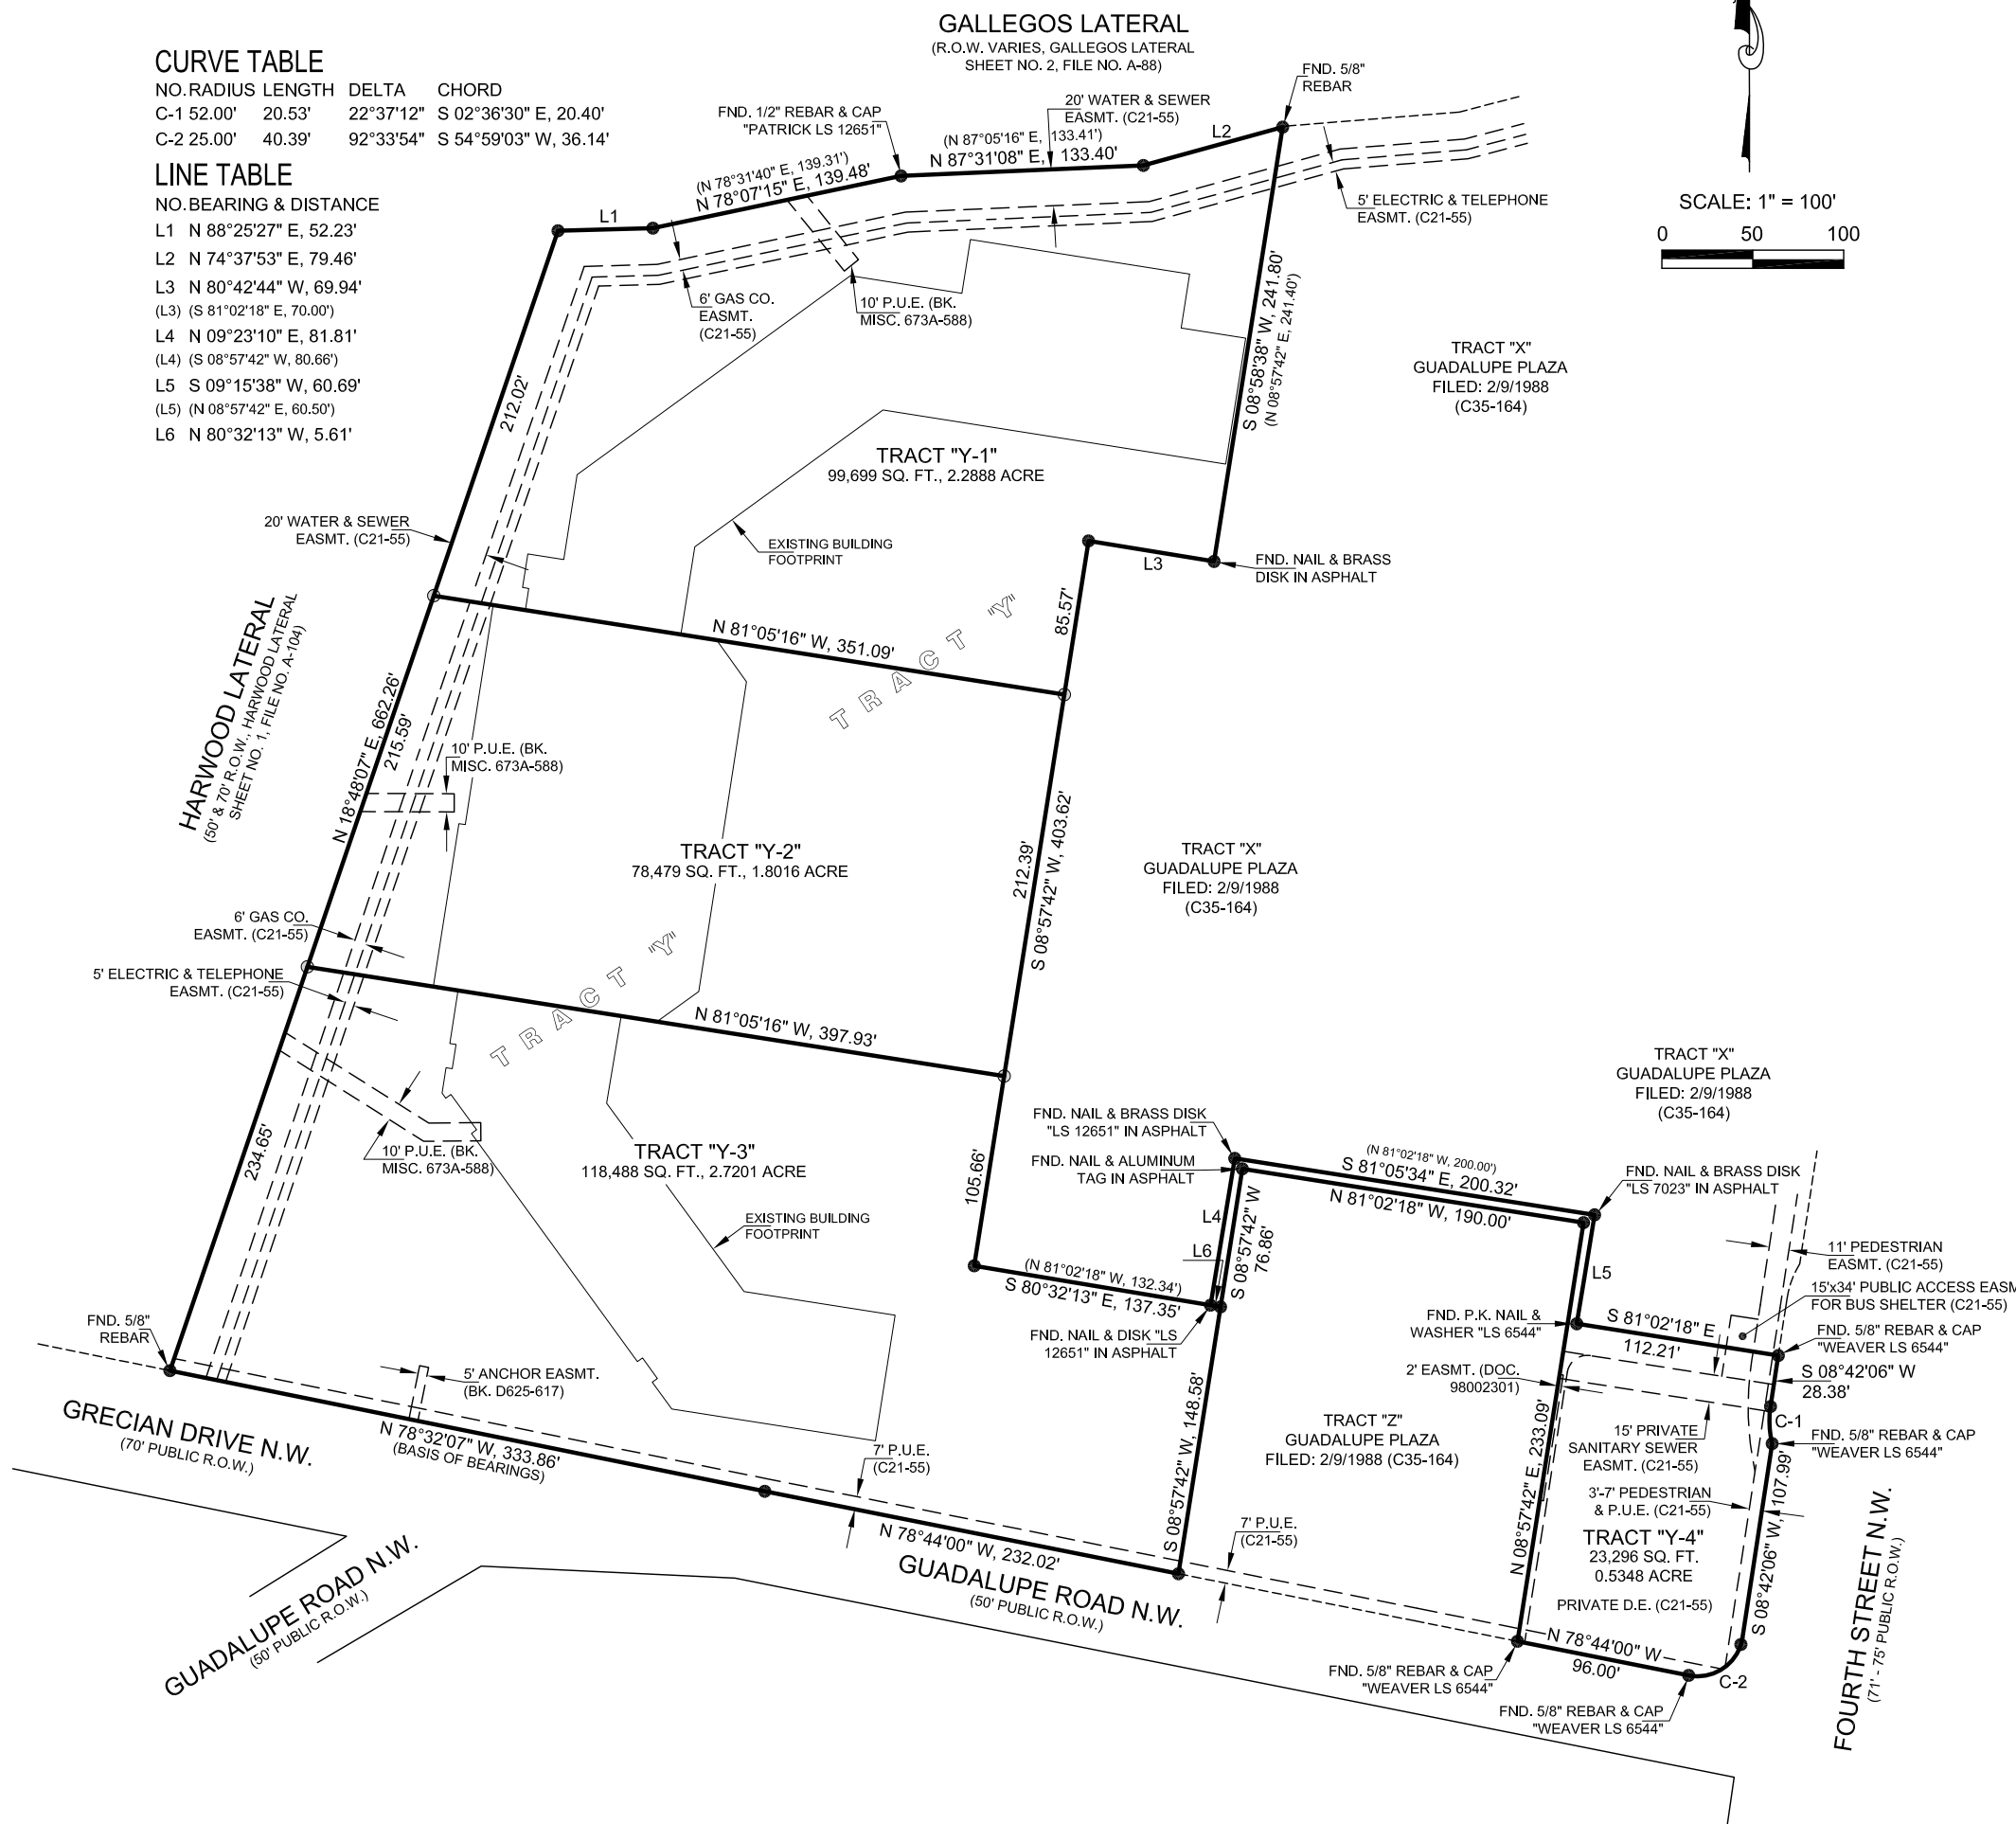 GALLEGOS LATERAL
(R.O.W. VARIES, GALLEGOS LATERAL
SHEET NO. 2, FILE NO. A-88)
CURVE TABLE
NO. RADIUS LENGTH DELTA CHORD
C-1 52.00' 20.53' 22°37'12" S 02°36'30" E, 20.40'
C-2 25.00' 40.39' 92°33'54" S 54°59'03" W, 36.14'
LINE TABLE
NO. BEARING & DISTANCE
L1 N 88°25'27" E, 52.23'
L2 N 74°37'53" E, 79.46'
L3 N 80°42'44" W, 69.94'
(L3) (S 81°02'18" E, 70.00')
L4 N 09°23'10" E, 81.81'
(L4) (S 08°57'42" W, 80.66')
L5 S 09°15'38" W, 60.69'
(L5) (N 08°57'42" E, 60.50')
L6 N 80°32'13" W, 5.61'
SCALE: 1" = 100'
0 50 100
FND. 5/8"
REBAR
FND. 1/2" REBAR & CAP
"PATRICK LS 12651"
20' WATER & SEWER
EASMT. (C21-55)
(N 87°05'16" E, 133.41')
N 87°31'08" E, 133.40'
L2
(N 78°31'40" E, 139.31')
N 78°07'15" E, 139.48'
L1
5' ELECTRIC & TELEPHONE
EASMT. (C21-55)
6' GAS CO.
EASMT.
(C21-55)
10' P.U.E. (BK.
MISC. 673A-588)
S 08°58'38" W, 241.80'
(N 08°57'42" E, 241.40')
TRACT "X"
GUADALUPE PLAZA
FILED: 2/9/1988
(C35-164)
212.02'
TRACT "Y-1"
99,699 SQ. FT., 2.2888 ACRE
20' WATER & SEWER
EASMT. (C21-55)
EXISTING BUILDING
FOOTPRINT
L3
FND. NAIL & BRASS
DISK IN ASPHALT
85.57'
N 81°05'16" W, 351.09'
TRACT "Y"
HARWOOD LATERAL
(50' & 70' R.O.W., HARWOOD LATERAL
SHEET NO. 1, FILE NO. A-104)
N 18°48'07" E, 662.26'
215.59'
10' P.U.E. (BK.
MISC. 673A-588)
TRACT "Y-2"
78,479 SQ. FT., 1.8016 ACRE
212.39'
S 08°57'42" W, 403.62'
TRACT "X"
GUADALUPE PLAZA
FILED: 2/9/1988
(C35-164)
6' GAS CO.
EASMT. (C21-55)
5' ELECTRIC & TELEPHONE
EASMT. (C21-55)
TRACT "Y"
N 81°05'16" W, 397.93'
TRACT "X"
GUADALUPE PLAZA
FILED: 2/9/1988
(C35-164)
234.65'
10' P.U.E. (BK.
MISC. 673A-588)
TRACT "Y-3"
118,488 SQ. FT., 2.7201 ACRE
EXISTING BUILDING
FOOTPRINT
105.66'
FND. NAIL & BRASS DISK
"LS 12651" IN ASPHALT
FND. NAIL & ALUMINUM
TAG IN ASPHALT
(N 81°02'18" W, 200.00')
S 81°05'34" E, 200.32'
N 81°02'18" W, 190.00'
FND. NAIL & BRASS DISK
"LS 7023" IN ASPHALT
L4
L6
S 08°57'42" W
76.86'
(N 81°02'18" W, 132.34')
S 80°32'13" E, 137.35'
FND. NAIL & DISK "LS
12651" IN ASPHALT
L5
11' PEDESTRIAN
EASMT. (C21-55)
15'x34' PUBLIC ACCESS EASM
FOR BUS SHELTER (C21-55)
FND. P.K. NAIL &
WASHER "LS 6544"
S 81°02'18" E
112.21'
FND. 5/8" REBAR & CAP
"WEAVER LS 6544"
S 08°42'06" W
28.38'
2' EASMT. (DOC.
98002301)
C-1
FND. 5/8" REBAR & CAP
"WEAVER LS 6544"
15' PRIVATE
SANITARY SEWER
EASMT. (C21-55)
3'-7' PEDESTRIAN
& P.U.E. (C21-55)
TRACT "Y-4"
23,296 SQ. FT.
0.5348 ACRE
PRIVATE D.E. (C21-55)
S 08°42'06" W, 107.99'
FOURTH STREET N.W.
(71' - 75' PUBLIC R.O.W.)
N 08°57'42" E, 233.09'
TRACT "Z"
GUADALUPE PLAZA
FILED: 2/9/1988 (C35-164)
S 08°57'42" W, 148.58'
FND. 5/8"
REBAR
5' ANCHOR EASMT.
(BK. D625-617)
GRECIAN DRIVE N.W.
(70' PUBLIC R.O.W.)
N 78°32'07" W, 333.86'
(BASIS OF BEARINGS)
7' P.U.E.
(C21-55)
N 78°44'00" W, 232.02'
7' P.U.E.
(C21-55)
GUADALUPE ROAD N.W.
(50' PUBLIC R.O.W.)
GUADALUPE ROAD N.W.
(50' PUBLIC R.O.W.)
N 78°44'00" W
96.00'
C-2
FND. 5/8" REBAR & CAP
"WEAVER LS 6544"
FND. 5/8" REBAR & CAP
"WEAVER LS 6544"